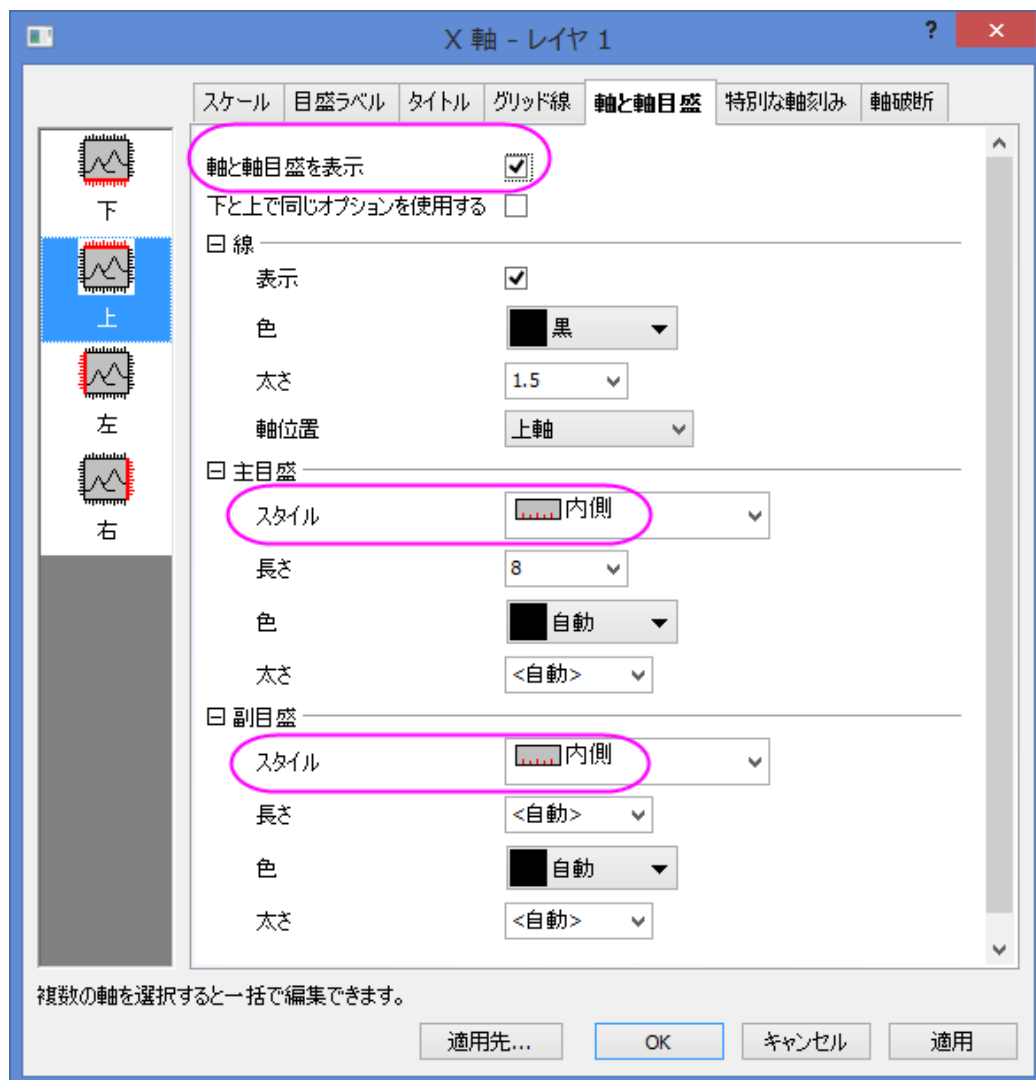 X 軸 - レイヤ 1
?
スケール 目盛ラベル タイトル グリッド線 軸と軸目盛 特別な軸刻み 軸破断
下
上
左
右
軸と軸目盛を表示
下と上で同じオプションを使用する
線
表示
色 黒
太さ 1.5
軸位置 上軸
主目盛
スタイル 内側
長さ 8
色 自動
太さ <自動>
副目盛
スタイル 内側
長さ <自動>
色 自動
太さ <自動>
複数の軸を選択すると一括で編集できます。
適用先... OK キャンセル 適用